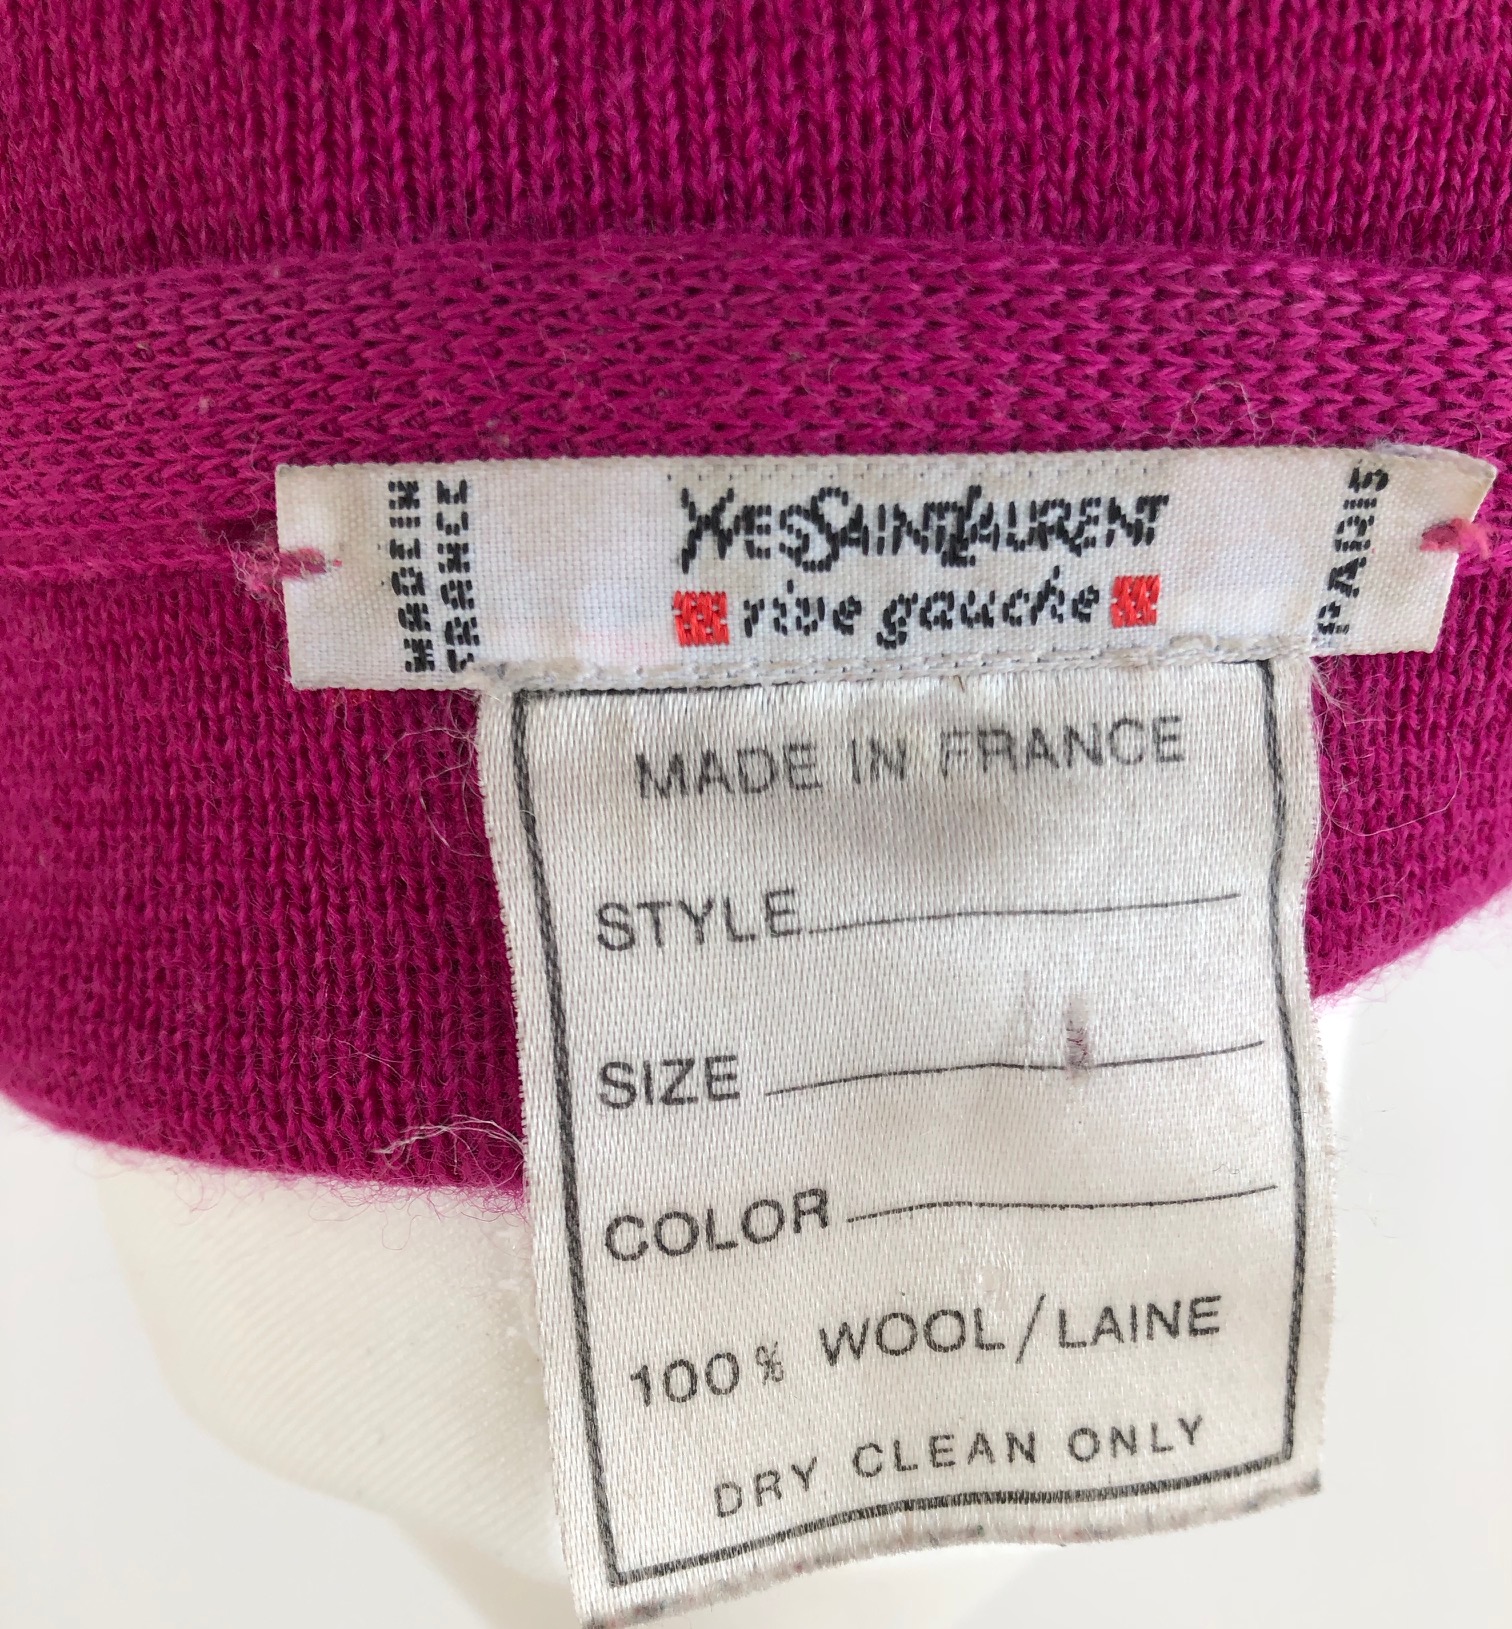 MADE IN
FRANCE
YVESSAINTLAURENT
rive gauche
PARIS
MADE IN FRANCE
STYLE
SIZE
COLOR
100% WOOL/LAINE
DRY CLEAN ONLY